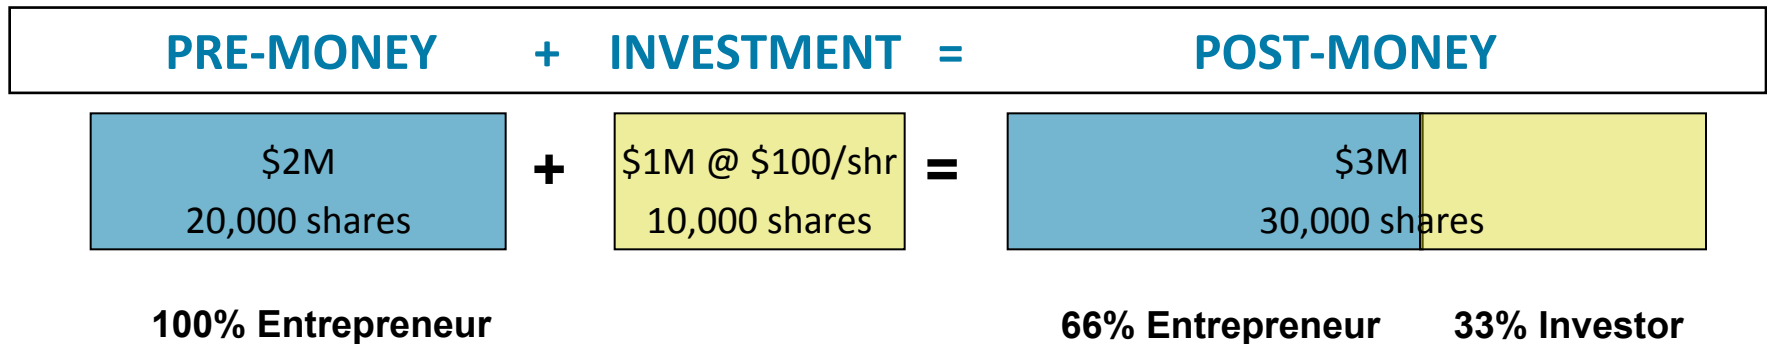 PRE-MONEY + INVESTMENT = POST-MONEY
$2M + $1M @ $100/shr = $3M
20,000 shares 10,000 shares 30,000 shares
100% Entrepreneur 66% Entrepreneur 33% Investor